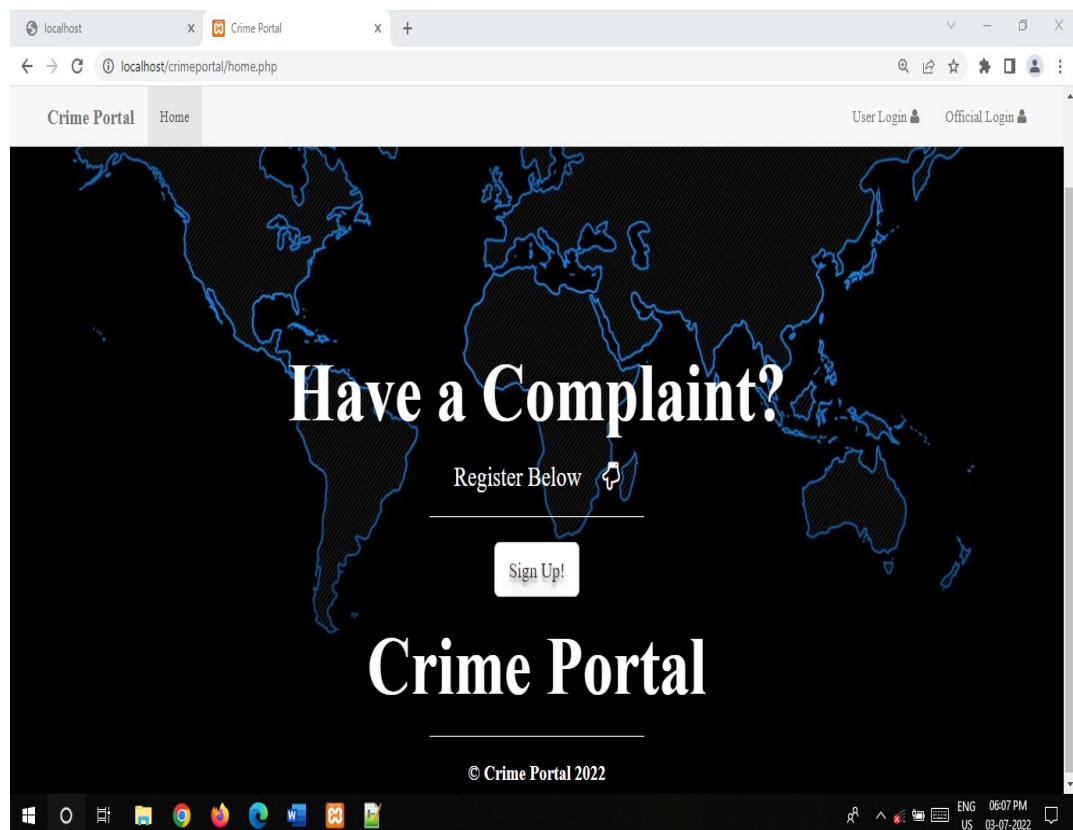 localhost
Crime Portal
localhost/crimeportal/home.php
Crime Portal Home User Login Official Login
Have a Complaint?
Register Below
Sign Up!
Crime Portal
© Crime Portal 2022
ENG 06:07 PM
US 03-07-2022